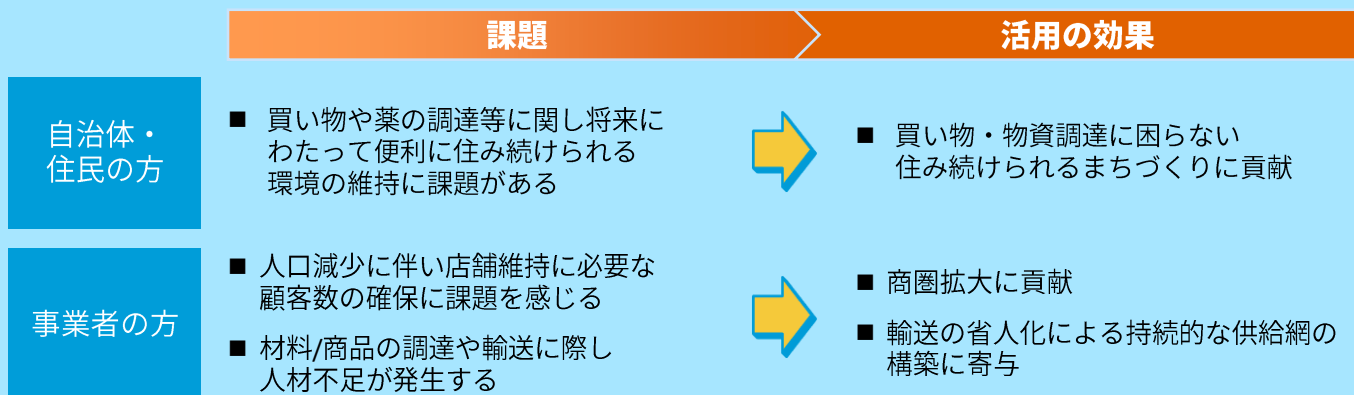 課題
活用の効果
自治体・
住民の方
■ 買い物や薬の調達等に関し将来に
わたって便利に住み続けられる
環境の維持に課題がある
■ 買い物・物資調達に困らない
住み続けられるまちづくりに貢献
事業者の方
■ 人口減少に伴い店舗維持に必要な
顧客数の確保に課題を感じる
■ 材料/商品の調達や輸送に際し
人材不足が発生する
■ 商圏拡大に貢献
■ 輸送の省人化による持続的な供給網の
構築に寄与